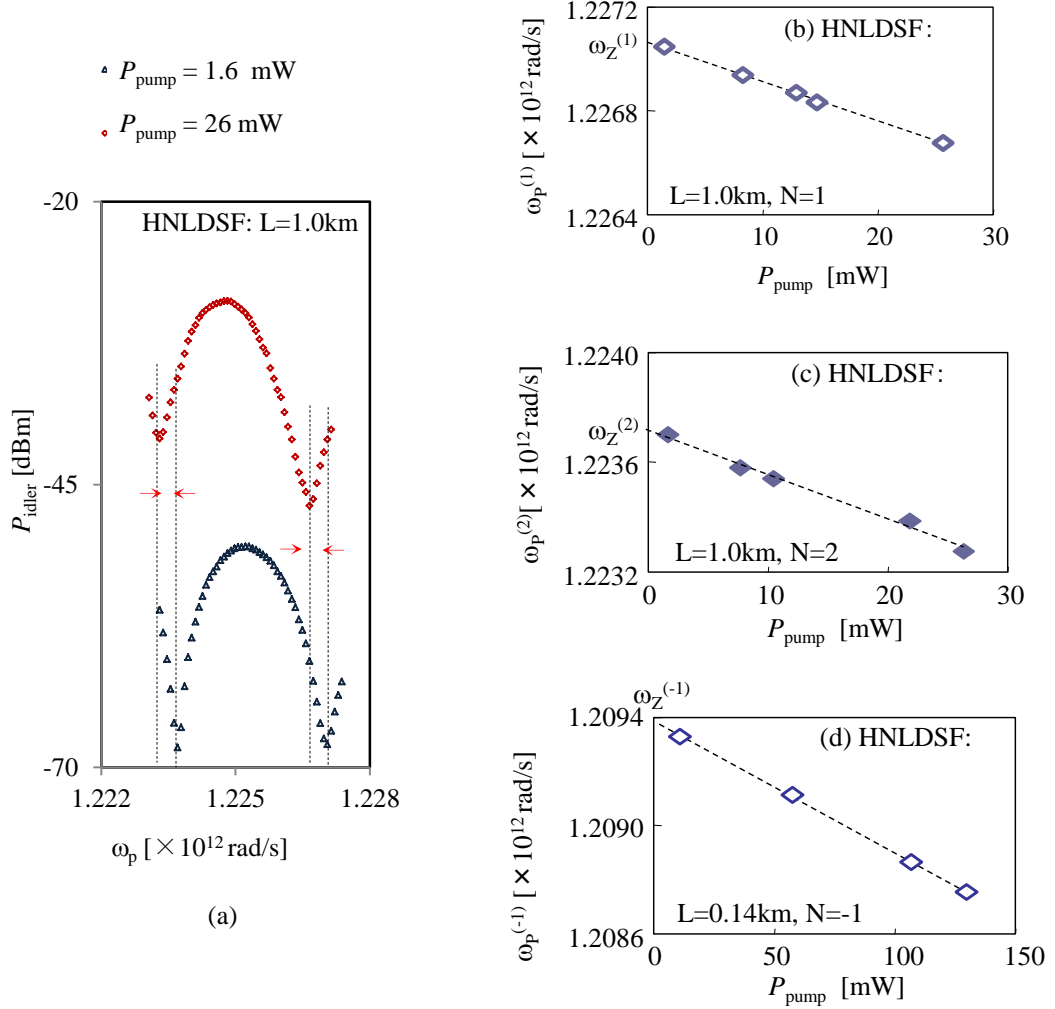 P_pump = 1.6 mW
P_pump = 26 mW
-20
HNLDSF: L=1.0km
P_idler [dBm]
-45
-70
1.222 1.225 1.228
ω_p [×10^12 rad/s]
(a)
1.2272
(b) HNLDSF:
ω_Z^(1)
1.2268
ω_P^(1) [×10^12 rad/s]
L=1.0km, N=1
1.2264
0 10 20 30
P_pump [mW]
1.2240
(c) HNLDSF:
ω_Z^(2)
1.2236
ω_P^(2) [×10^12 rad/s]
L=1.0km, N=2
1.2232
0 10 20 30
P_pump [mW]
ω_Z^(-1)
1.2094
(d) HNLDSF:
1.2090
ω_P^(-1) [×10^12 rad/s]
L=0.14km, N=-1
1.2086
0 50 100 150
P_pump [mW]